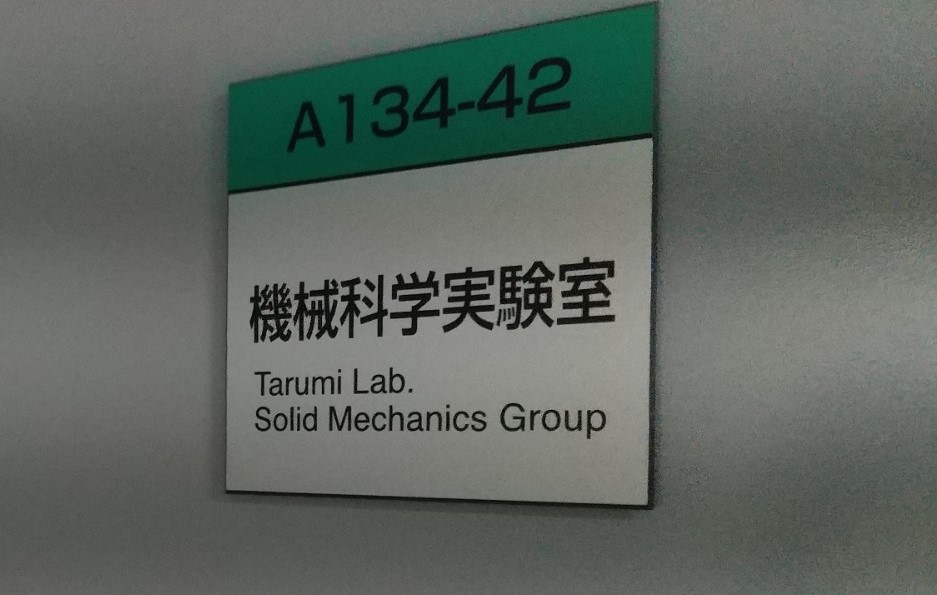 A134-42
機械科学実験室
Tarumi Lab.
Solid Mechanics Group